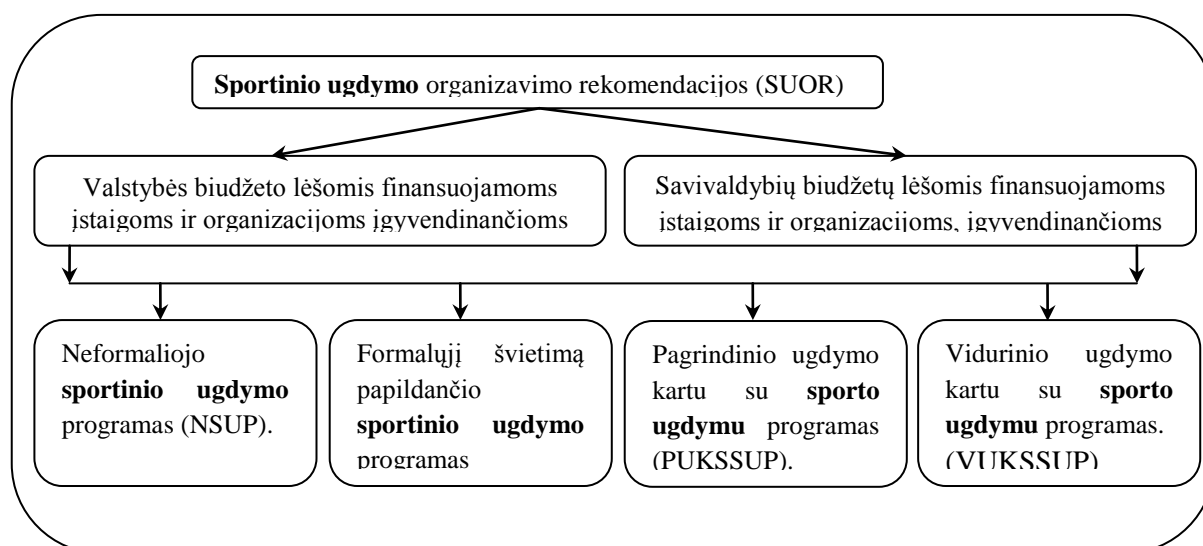 Sportinio ugdymo organizavimo rekomendacijos (SUOR)
Valstybės biudžeto lėšomis finansuojamoms
įstaigoms ir organizacijoms įgyvendinančioms
Savivaldybių biudžetų lėšomis finansuojamoms
įstaigoms ir organizacijoms, įgyvendinančioms
Neformaliojo
sportinio ugdymo
programas (NSUP).
Formalųjį švietimą
papildančio
sportinio ugdymo
programas
Pagrindinio ugdymo
kartu su sporto
ugdymu programas
(PUKSSUP).
Vidurinio ugdymo
kartu su sporto
ugdymu programas.
(VUKSSUP)